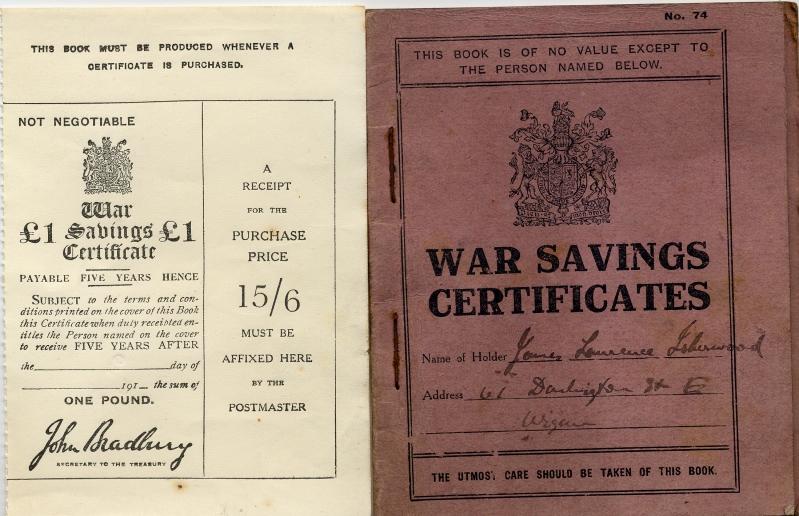 THIS BOOK MUST BE PRODUCED WHENEVER A
CERTIFICATE IS PURCHASED.
NOT NEGOTIABLE
War
£1 Savings £1
Certificate
PAYABLE FIVE YEARS HENCE
SUBJECT to the terms and con-
ditions printed on the cover of this Book
this Certificate when duly receipted en-
titles the Person named on the cover
to receive FIVE YEARS AFTER
the day of
191 the sum of
ONE POUND.
John Bradbury
SECRETARY TO THE TREASURY
A
RECEIPT
FOR THE
PURCHASE
PRICE
15/6
MUST BE
AFFIXED HERE
BY THE
POSTMASTER
No. 74
THIS BOOK IS OF NO VALUE EXCEPT TO
THE PERSON NAMED BELOW.
WAR SAVINGS
CERTIFICATES
Name of Holder James Lawrence Isherwood
Address 61 Darlington St E
Wigan
THE UTMOST CARE SHOULD BE TAKEN OF THIS BOOK.